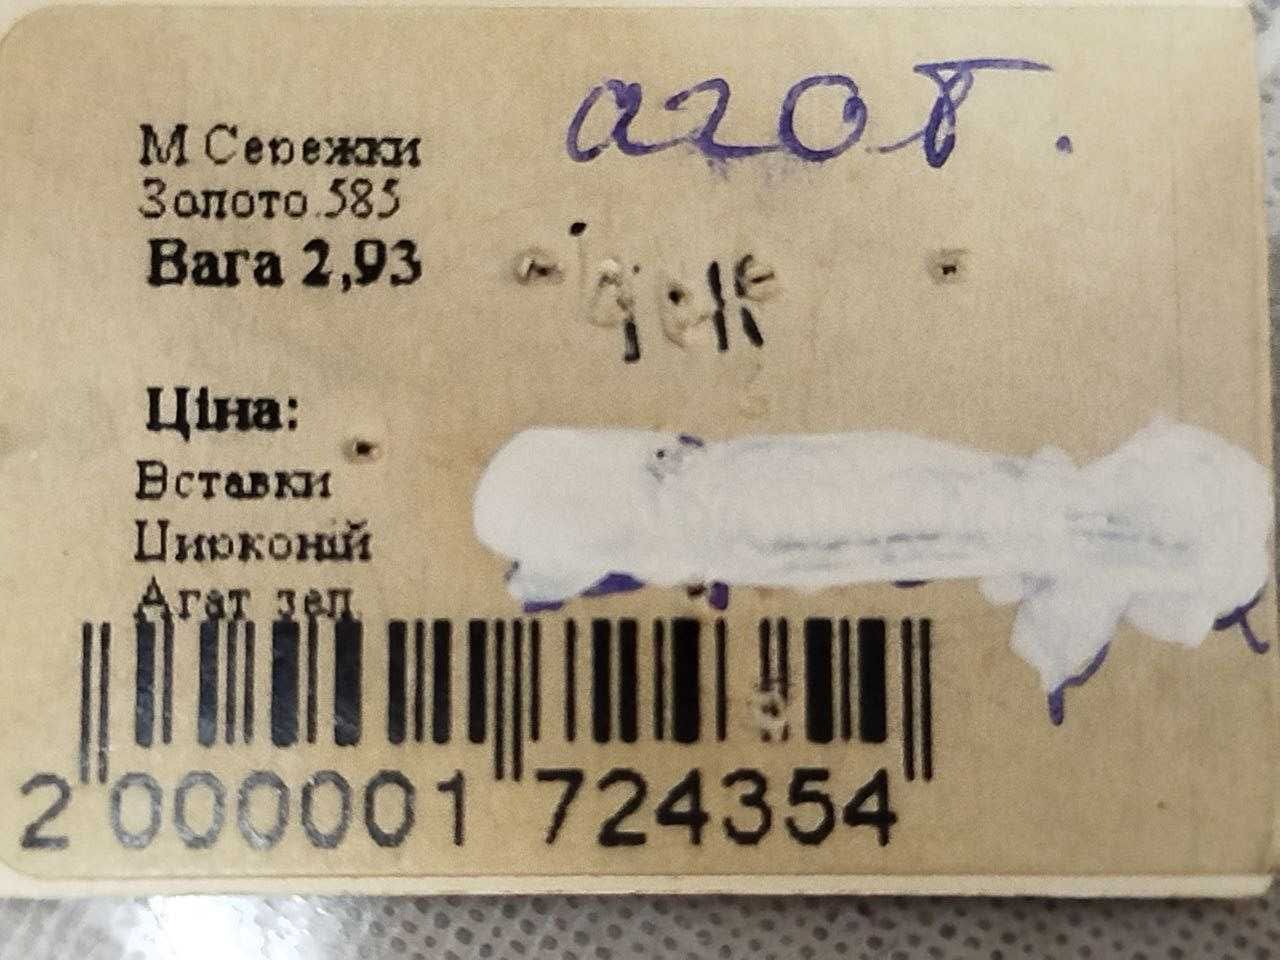 агат.
М Сережки
Золото 585
Вага 2,93
Ціна:
Вставки
Цирконій
Агат зел
2 000001 724354